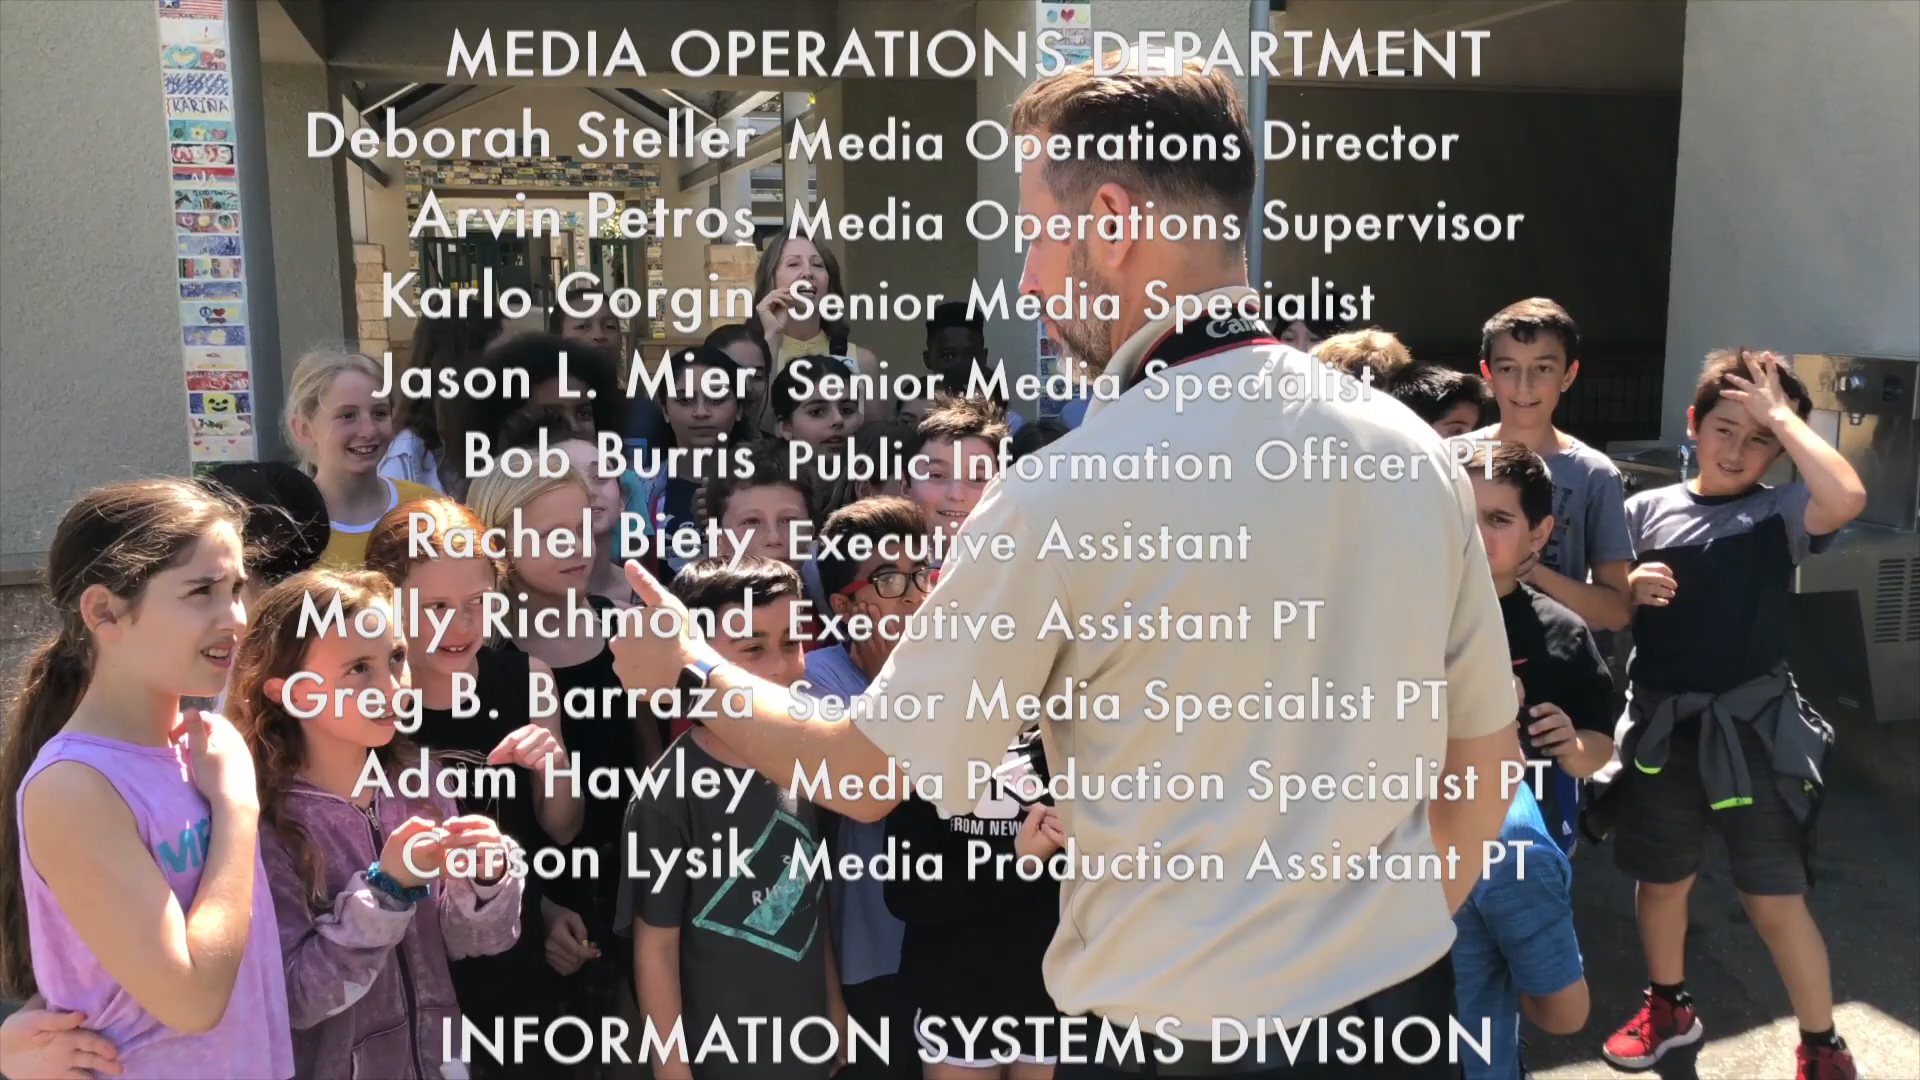 MEDIA OPERATIONS DEPARTMENT
Deborah Steller Media Operations Director
Arvin Petros Media Operations Supervisor
Karlo Gorgin Senior Media Specialist
Jason L. Mier Senior Media Specialist
Bob Burris Public Information Officer PT
Rachel Biety Executive Assistant
Molly Richmond Executive Assistant PT
Greg B. Barraza Senior Media Specialist PT
Adam Hawley Media Production Specialist PT
Carson Lysik Media Production Assistant PT
INFORMATION SYSTEMS DIVISION
KARINA
FROM NEW